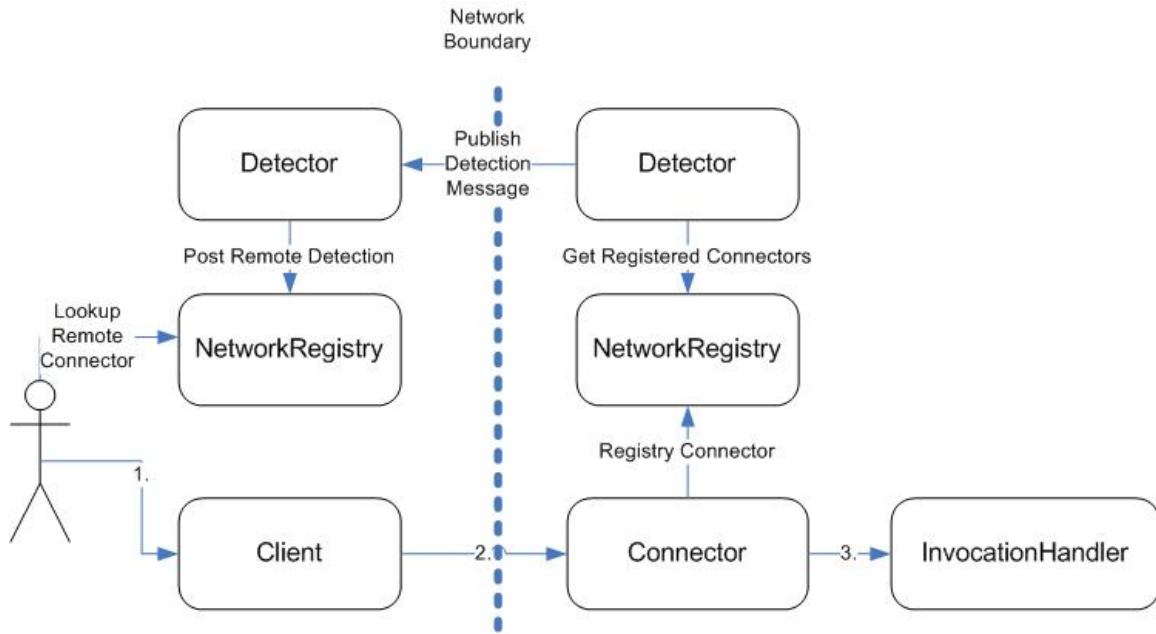 Network
Boundary
Detector
Publish
Detection
Message
Detector
Post Remote Detection
Get Registered Connectors
Lookup
Remote
Connector
NetworkRegistry
NetworkRegistry
Registry Connector
1.
Client
2.
Connector
3.
InvocationHandler